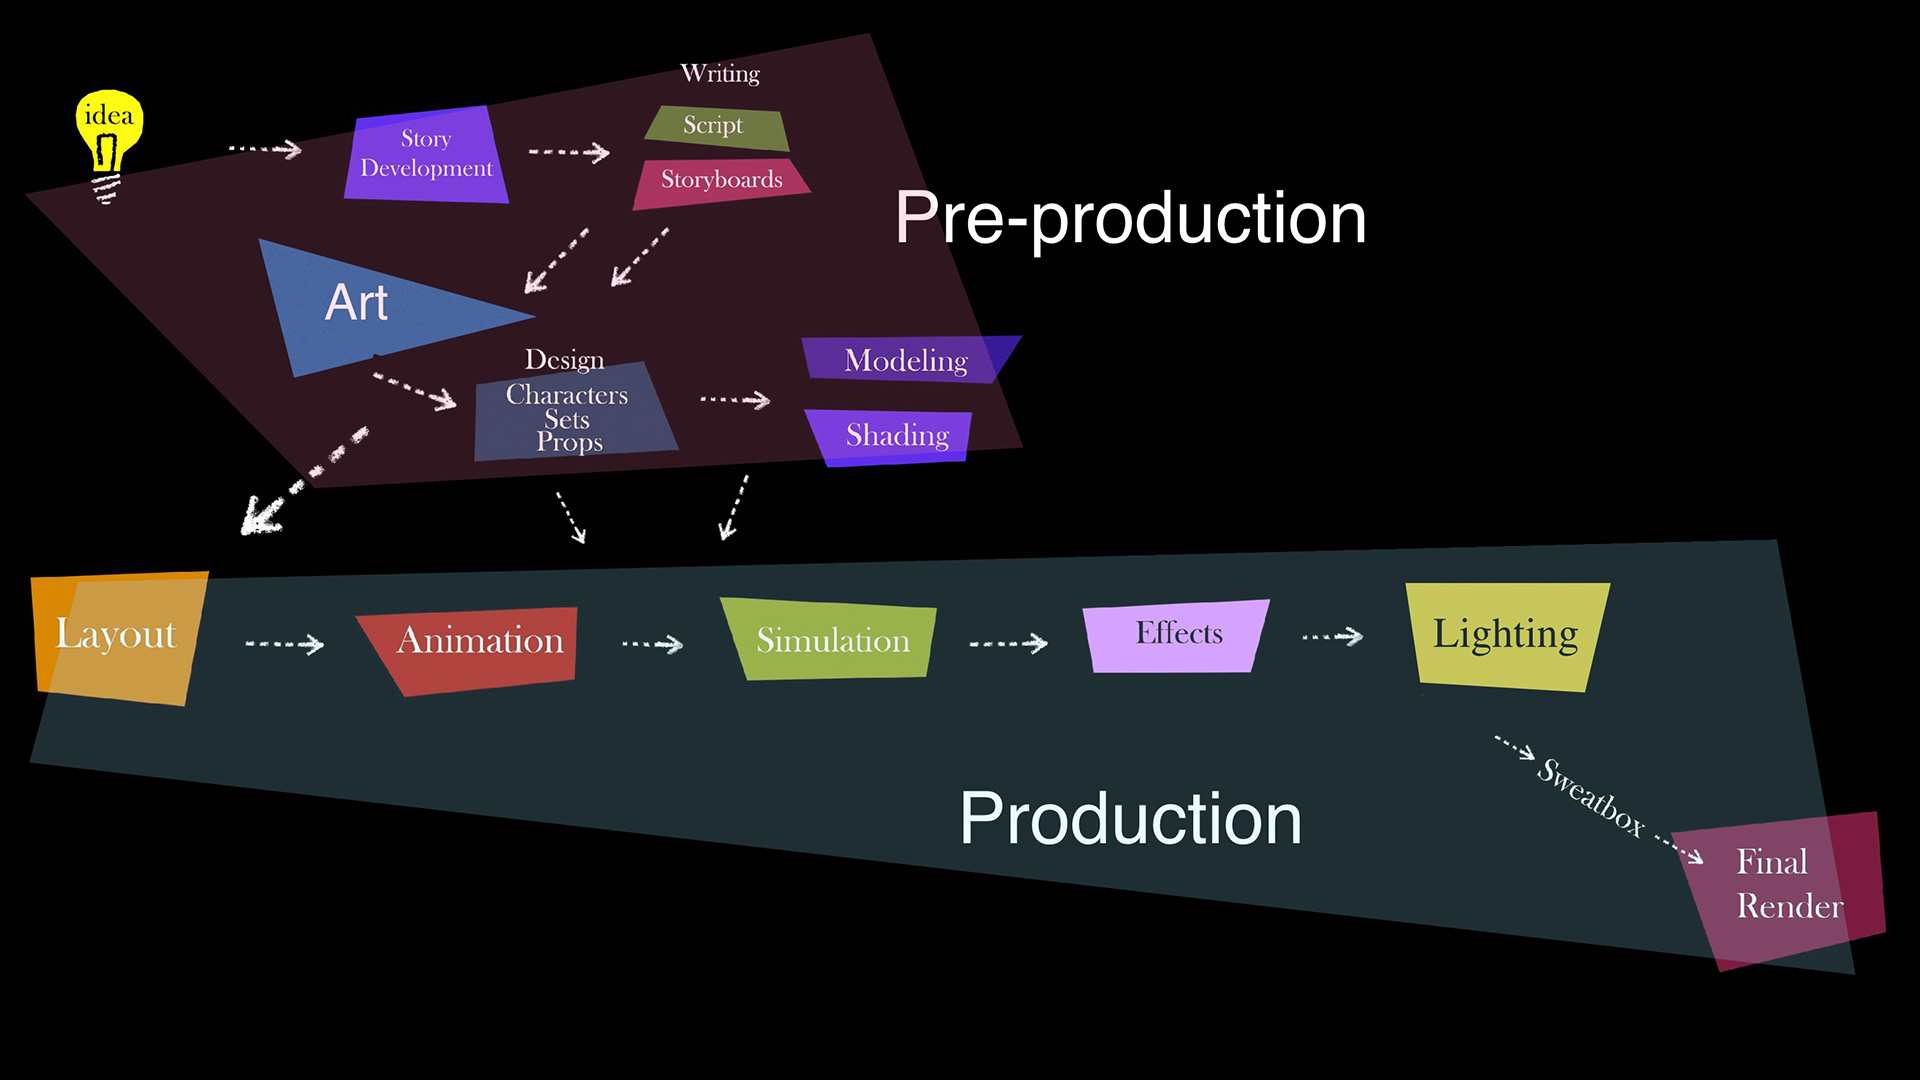 idea
Story
Development
Writing
Script
Storyboards
Pre-production
Art
Design
Characters
Sets
Props
Modeling
Shading
Layout
Animation
Simulation
Effects
Lighting
Sweatbox
Production
Final
Render